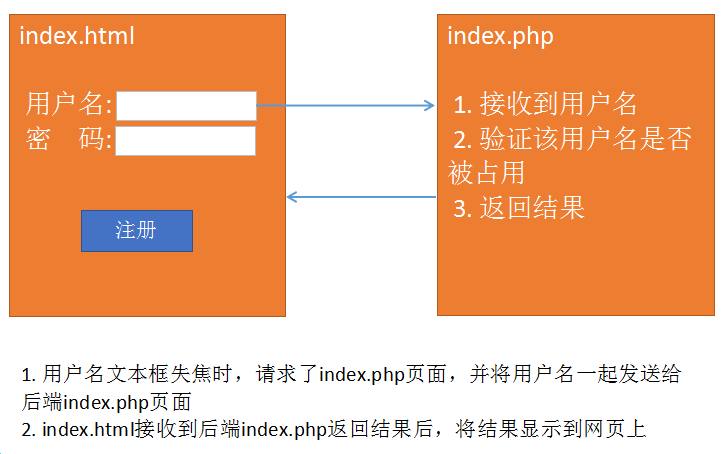 index.html
用户名:
密 码:
注册
index.php
1. 接收到用户名
2. 验证该用户名是否
被占用
3. 返回结果
1. 用户名文本框失焦时，请求了index.php页面，并将用户名一起发送给
后端index.php页面
2. index.html接收到后端index.php返回结果后，将结果显示到网页上